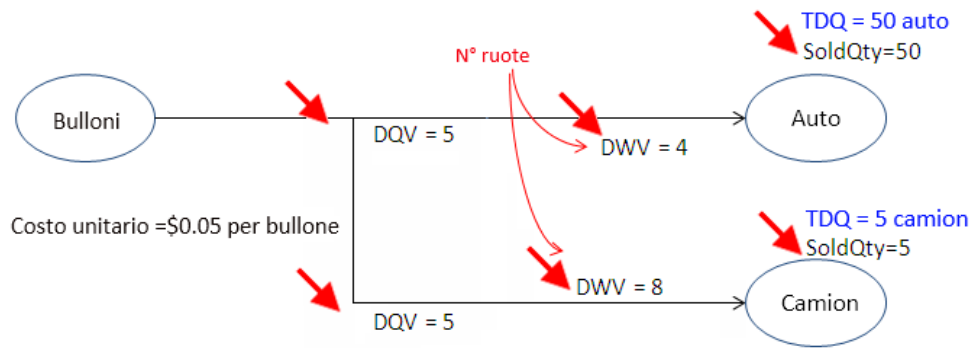 TDQ = 50 auto
SoldQty=50
N° ruote
Bulloni
Auto
DQV = 5
DWV = 4
Costo unitario =$0.05 per bullone
TDQ = 5 camion
SoldQty=5
DWV = 8
Camion
DQV = 5